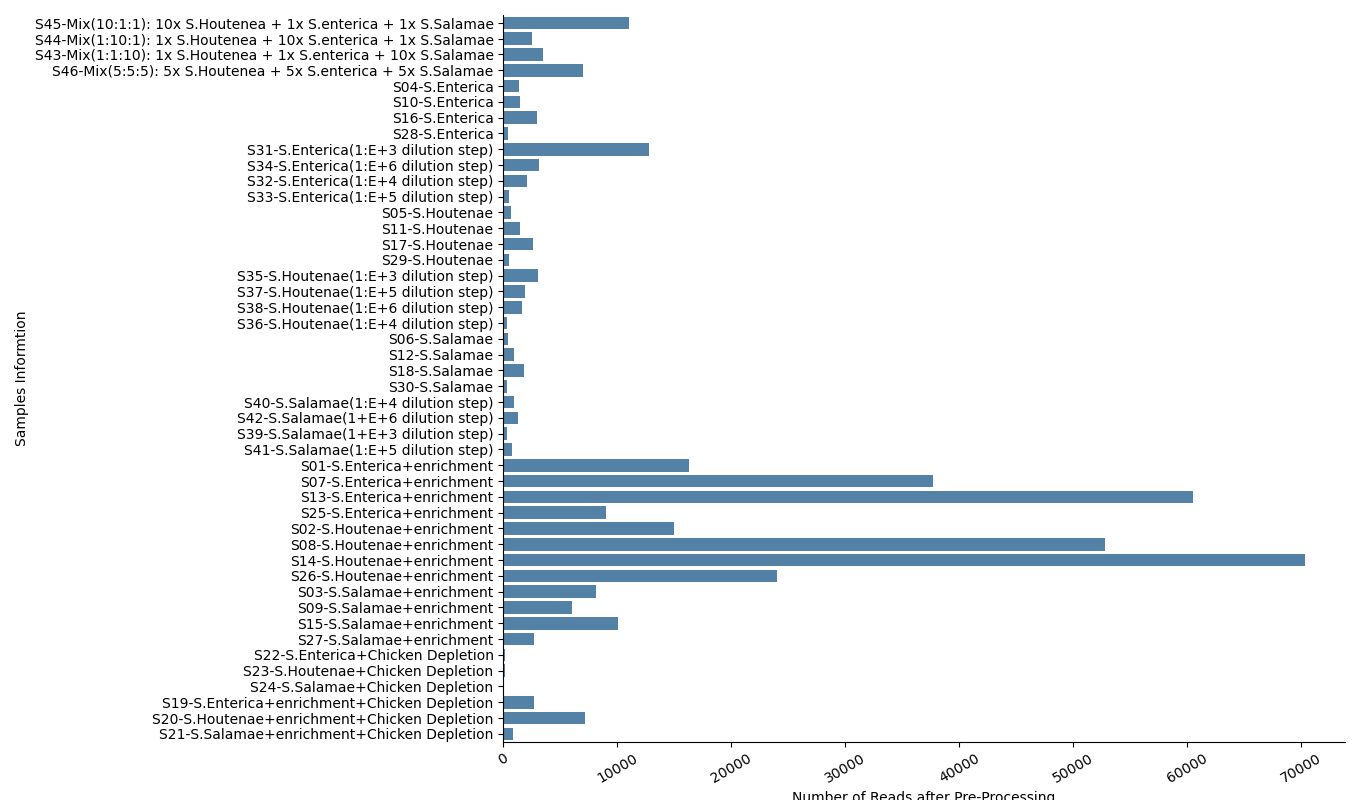 S45-Mix(10:1:1): 10x S.Houtenea + 1x S.enterica + 1x S.Salamae
S44-Mix(1:10:1): 1x S.Houtenea + 10x S.enterica + 1x S.Salamae
S43-Mix(1:1:10): 1x S.Houtenea + 1x S.enterica + 10x S.Salamae
S46-Mix(5:5:5): 5x S.Houtenea + 5x S.enterica + 5x S.Salamae
S04-S.Enterica
S10-S.Enterica
S16-S.Enterica
S28-S.Enterica
S31-S.Enterica(1:E+3 dilution step)
S34-S.Enterica(1:E+6 dilution step)
S32-S.Enterica(1:E+4 dilution step)
S33-S.Enterica(1:E+5 dilution step)
S05-S.Houtenae
S11-S.Houtenae
S17-S.Houtenae
S29-S.Houtenae
S35-S.Houtenae(1:E+3 dilution step)
S37-S.Houtenae(1:E+5 dilution step)
S38-S.Houtenae(1:E+6 dilution step)
S36-S.Houtenae(1:E+4 dilution step)
S06-S.Salamae
S12-S.Salamae
S18-S.Salamae
S30-S.Salamae
S40-S.Salamae(1:E+4 dilution step)
S42-S.Salamae(1+E+6 dilution step)
S39-S.Salamae(1+E+3 dilution step)
S41-S.Salamae(1:E+5 dilution step)
S01-S.Enterica+enrichment
S07-S.Enterica+enrichment
S13-S.Enterica+enrichment
S25-S.Enterica+enrichment
S02-S.Houtenae+enrichment
S08-S.Houtenae+enrichment
S14-S.Houtenae+enrichment
S26-S.Houtenae+enrichment
S03-S.Salamae+enrichment
S09-S.Salamae+enrichment
S15-S.Salamae+enrichment
S27-S.Salamae+enrichment
S22-S.Enterica+Chicken Depletion
S23-S.Houtenae+Chicken Depletion
S24-S.Salamae+Chicken Depletion
S19-S.Enterica+enrichment+Chicken Depletion
S20-S.Houtenae+enrichment+Chicken Depletion
S21-S.Salamae+enrichment+Chicken Depletion
Samples Informtion
0 10000 20000 30000 40000 50000 60000 70000
Number of Reads after Pre-Processing